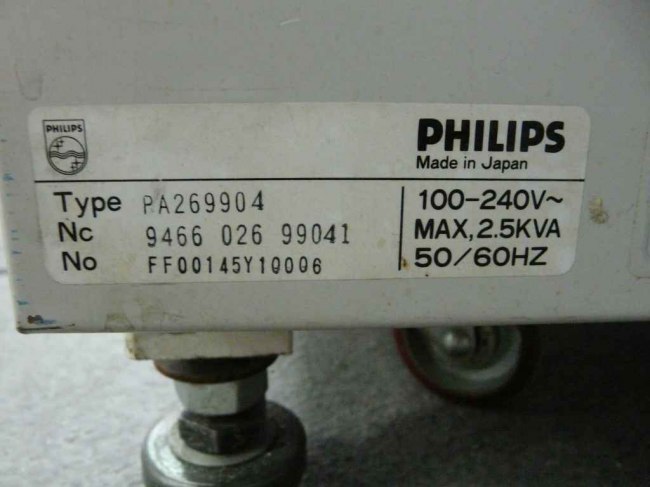 PHILIPS
PHILIPS
Made in Japan
Type PA269904
Nc 9466 026 99041
No FF00145Y10006
100-240V~
MAX,2.5KVA
50/60HZ